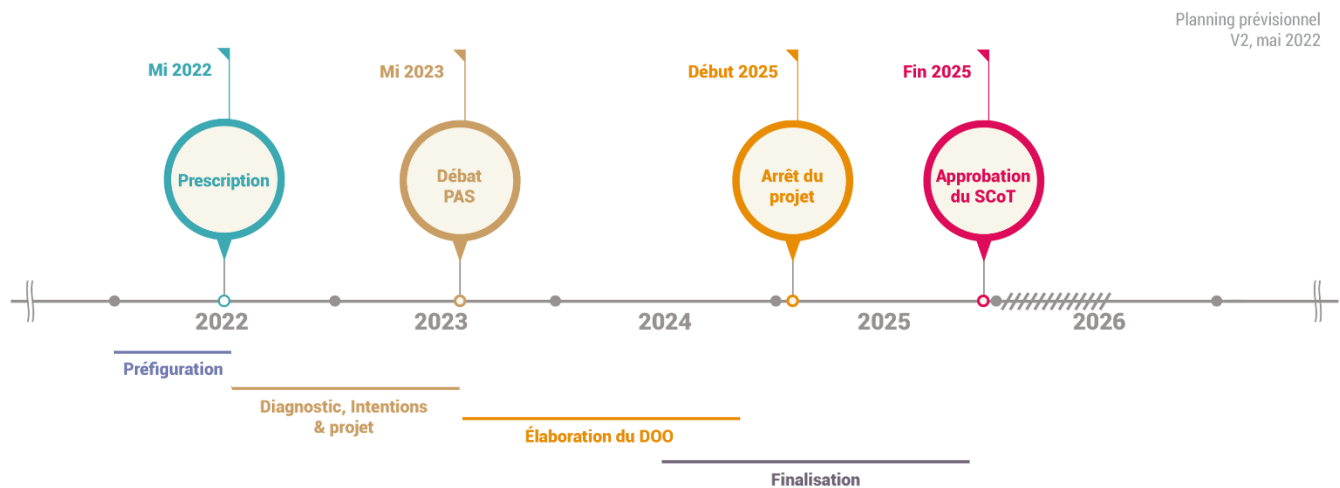 Planning prévisionnel
V2, mai 2022
Mi 2022
Mi 2023
Début 2025
Fin 2025
Prescription
Débat
PAS
Arrêt du
projet
Approbation
du SCoT
2022
2023
2024
2025
2026
Préfiguration
Diagnostic, Intentions
& projet
Élaboration du DOO
Finalisation